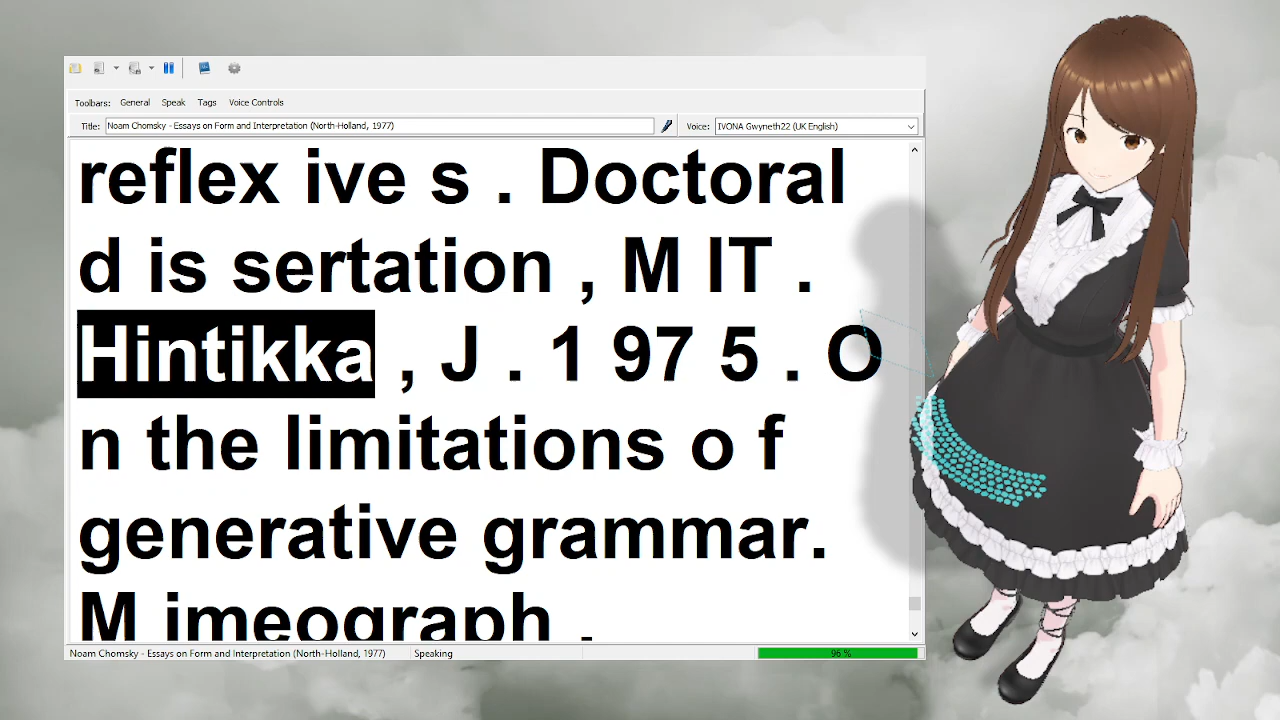 Toolbars: General Speak Tags Voice Controls
Title: Noam Chomsky - Essays on Form and Interpretation (North-Holland, 1977) Voice: IVONA Gwyneth22 (UK English)
reflex ive s . Doctoral
d is sertation , M IT .
Hintikka , J . 1 97 5 . O
n the limitations o f
generative grammar.
M imeograph .
Noam Chomsky - Essays on Form and Interpretation (North-Holland, 1977) Speaking 96 %